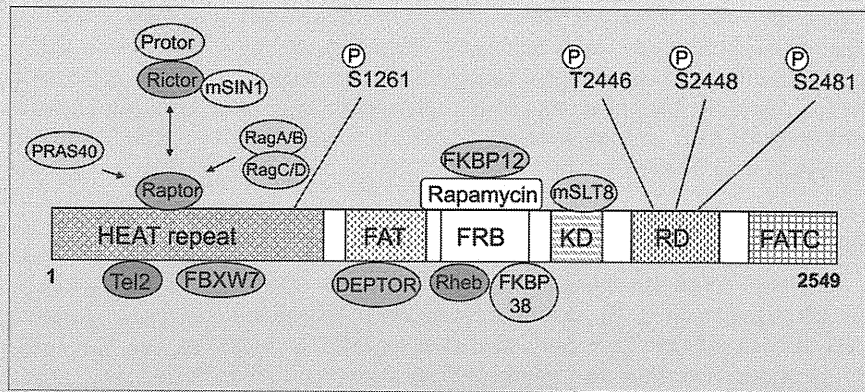 Protor
Rictor
mSIN1
PRAS40
RagA/B
RagC/D
Raptor
P
S1261
P
T2446
P
S2448
P
S2481
FKBP12
Rapamycin
mSLT8
HEAT repeat
FAT
FRB
KD
RD
FATC
1
2549
Tel2
FBXW7
DEPTOR
Rheb
FKBP
38